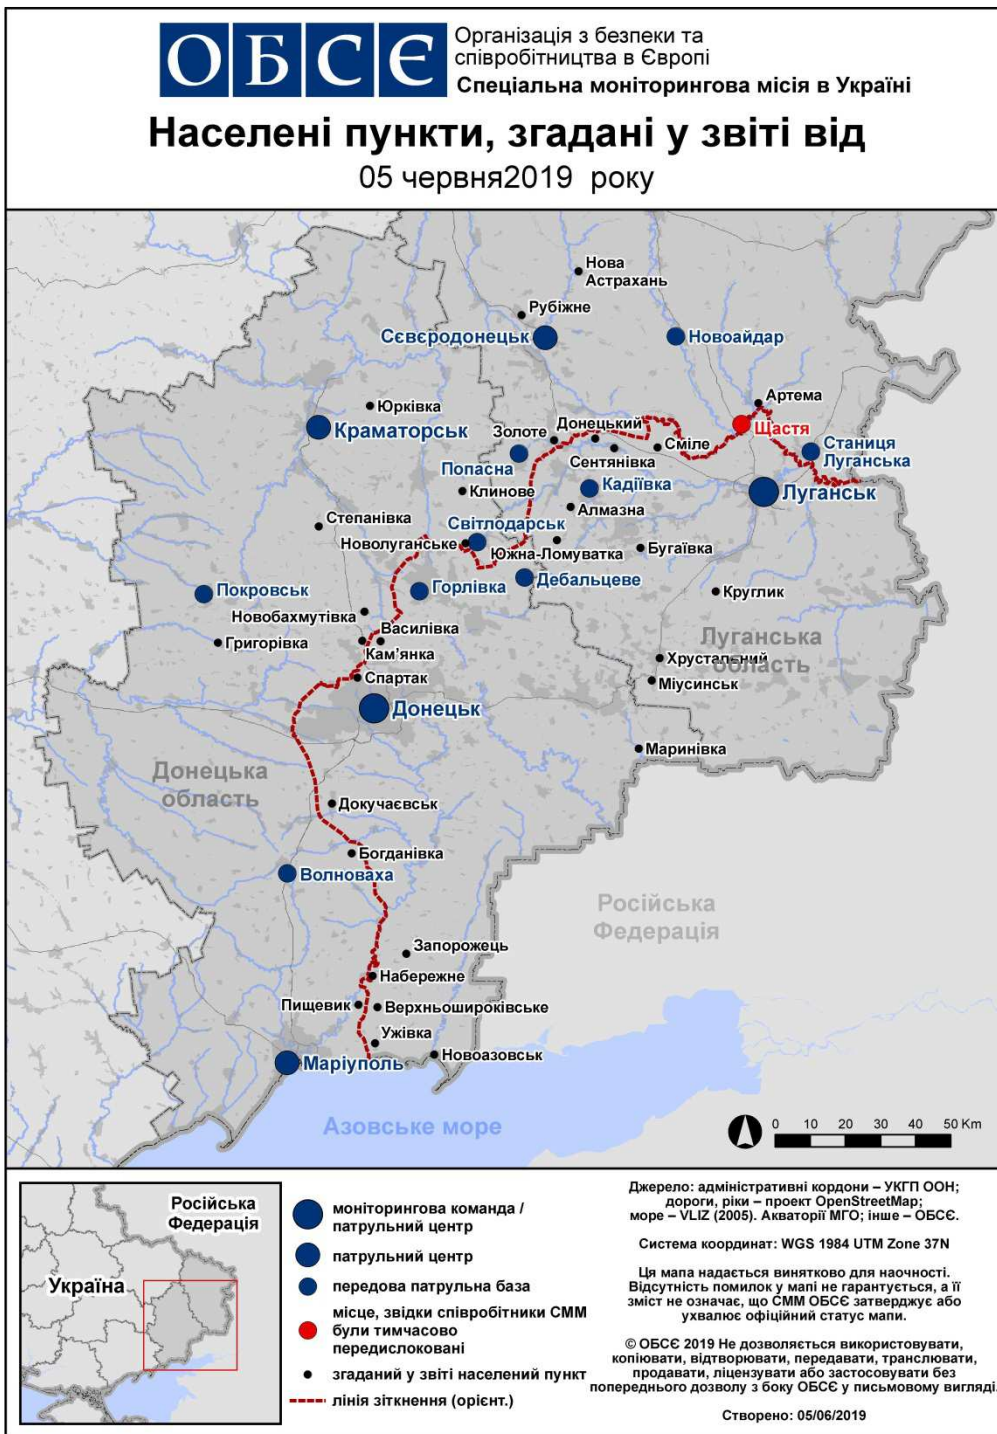 ОБСЄ
Організація з безпеки та
співробітництва в Європі
Спеціальна моніторингова місія в Україні
Населені пункти, згадані у звіті від
05 червня2019 року
Нова
Астрахань
Рубіжне
Сєвєродонецьк
Новоайдар
Артема
Юрківка
Краматорськ
Щастя
Донецький
Золоте
Сміле
Станиця
Луганська
Сентянівка
Попасна
Клинове
Кадіївка
Луганськ
Алмазна
Степанівка
Світлодарськ
Новолуганське
Южна-Ломуватка
Бугаївка
Дебальцеве
Покровськ
Горлівка
Круглик
Новобахмутівка
Василівка
Григорівка
Кам’янка
Луганська
область
Хрустальний
Спартак
Міусинськ
Донецьк
Маринівка
Донецька
область
Докучаєвськ
Богданівка
Волноваха
Російська
Федерація
Запорожець
Набережне
Пищевик
Верхньошироківське
Ужівка
Новоазовськ
Маріуполь
Азовське море
0 10 20 30 40 50 Km
Російська
Федерація
Україна
моніторингова команда /
патрульний центр
патрульний центр
передова патрульна база
місце, звідки співробітники СММ
були тимчасово
передислоковані
згаданий у звіті населений пункт
лінія зіткнення (орієнт.)
Джерело: адміністративні кордони – УКГП ООН;
дороги, ріки – проект OpenStreetMap;
море – VLIZ (2005). Акваторії МГО; інше – ОБСЄ.
Система координат: WGS 1984 UTM Zone 37N
Ця мапа надається винятково для наочності.
Відсутність помилок у мапі не гарантується, а її
зміст не означає, що СММ ОБСЄ затверджує або
ухвалює офіційний статус мапи.
© ОБСЄ 2019 Не дозволяється використовувати,
копіювати, відтворювати, передавати, транслювати,
продавати, ліцензувати або застосовувати без
попереднього дозволу з боку ОБСЄ у письмовому вигляді.
Створено: 05/06/2019